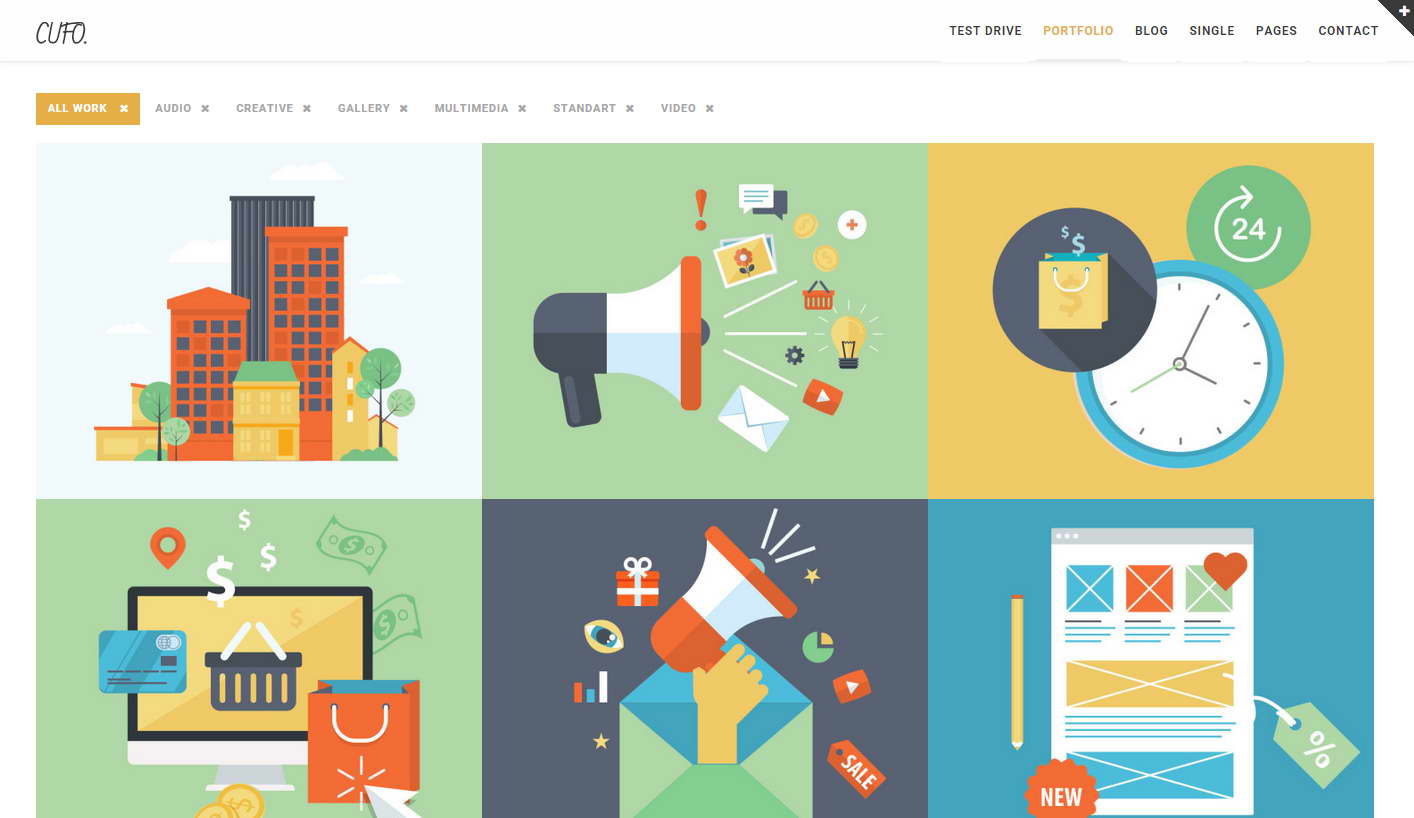 CUFO.
TEST DRIVE PORTFOLIO BLOG SINGLE PAGES CONTACT
ALL WORK AUDIO CREATIVE GALLERY MULTIMEDIA STANDART VIDEO
24
$ $
$
$
$
$
$
$
$
$
SALE
%
NEW